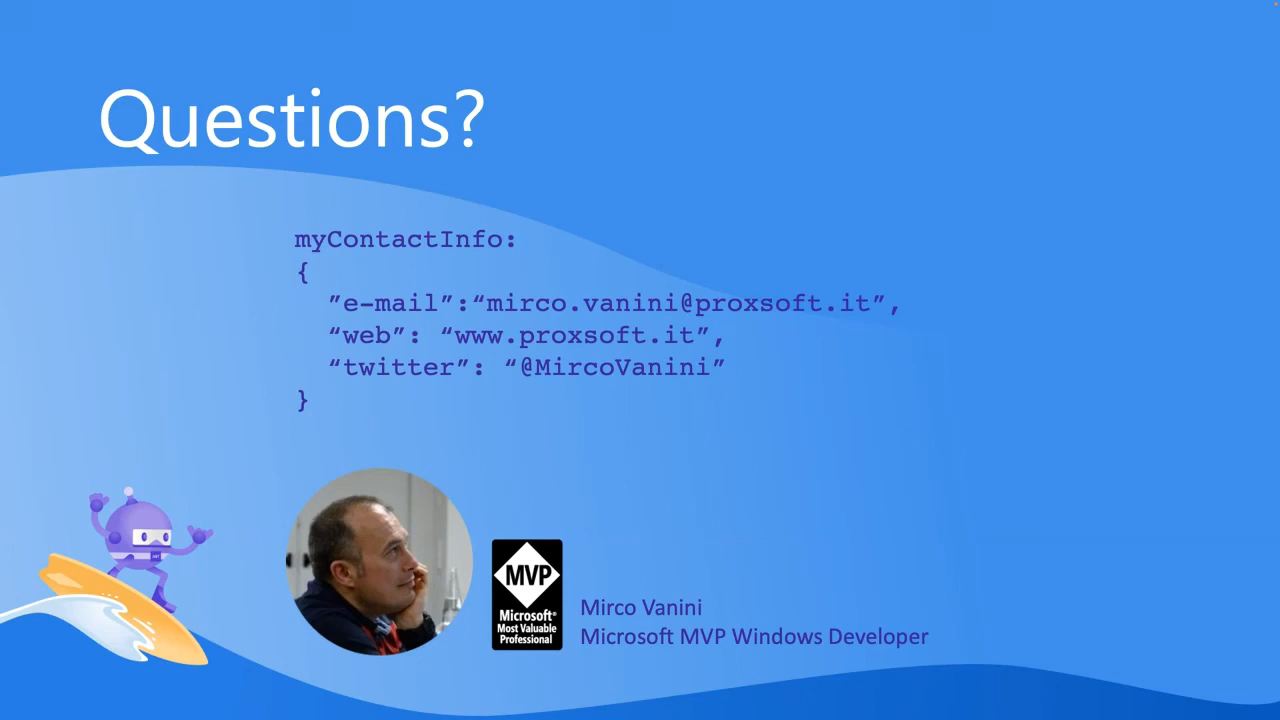 Questions?
myContactInfo:
{
”e-mail”:“mirco.vanini@proxsoft.it”,
“web”: “www.proxsoft.it”,
“twitter”: “@MircoVanini”
}
MVP
Microsoft®
Most Valuable
Professional
Mirco Vanini
Microsoft MVP Windows Developer